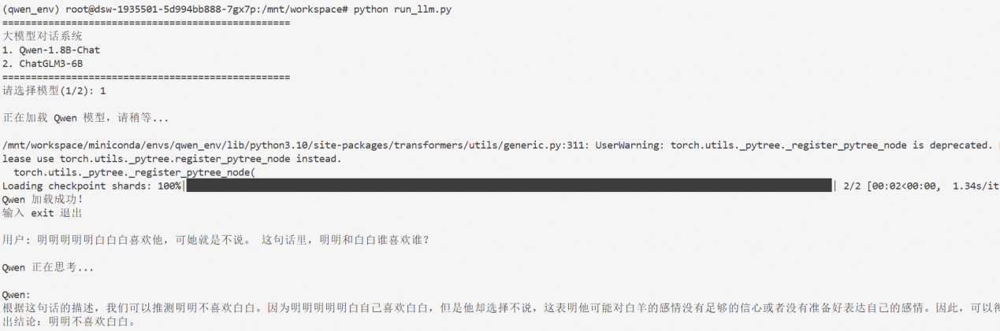 (qwen_env) root@dsw-1935501-5d994bb888-7gx7p:/mnt/workspace# python run_llm.py
================================================
大模型对话系统
1. Qwen-1.8B-Chat
2. ChatGLM3-6B
================================================
请选择模型(1/2): 1
正在加载 Qwen 模型，请稍等...
/mnt/workspace/miniconda/envs/qwen_env/lib/python3.10/site-packages/transformers/utils/generic.py:311: UserWarning: torch.utils._pytree._register_pytree_node is deprecated.
lease use torch.utils._pytree.register_pytree_node instead.
  torch.utils._pytree._register_pytree_node(
Loading checkpoint shards: 100%|| 2/2 [00:02<00:00,  1.34s/it
Qwen 加载成功！
输入 exit 退出
用户: 明明明明明白白白喜欢他，可她就是不说。 这句话里，明明和白白谁喜欢谁？
Qwen 正在思考...
Qwen:
根据这句话的描述，我们可以推测明明不喜欢白白。因为明明明明明白自己喜欢白白，但是他却选择不说，这表明他可能对白羊的感情没有足够的信心或者没有准备好表达自己的感情。因此，可以得
出结论：明明不喜欢白白。